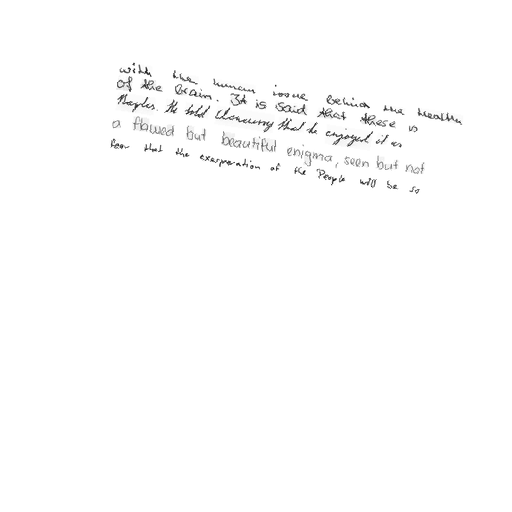 with the human issue behind the health
of the brain. It is said that these is
Naples. He told Chauncey that he enjoyed it as
a flawed but beautiful enigma, seen but not
fear that the exasperation of the People will be so